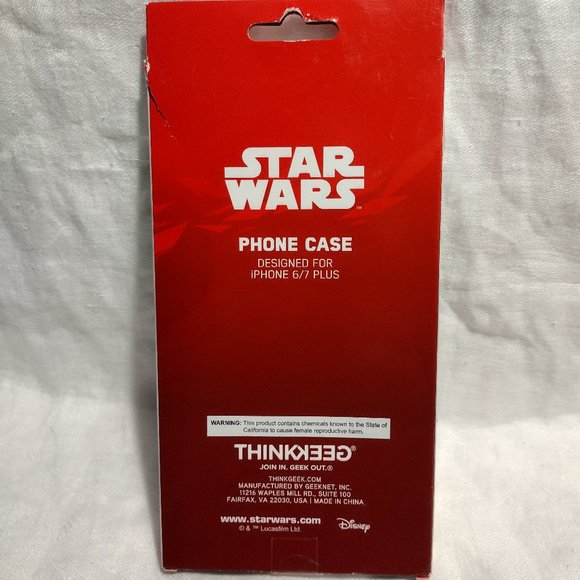 STAR
WARS™
PHONE CASE
DESIGNED FOR
iPHONE 6/7 PLUS
WARNING: This product contains chemicals known to the State of
California to cause female reproductive harm.
THINKGEEK®
JOIN IN. GEEK OUT.®
THINKGEEK.COM
MANUFACTURED BY GEEKNET, INC.
11216 WAPLES MILL RD., SUITE 100
FAIRFAX, VA 22030, USA | MADE IN CHINA
www.starwars.com
© & ™ Lucasfilm Ltd.
Disney